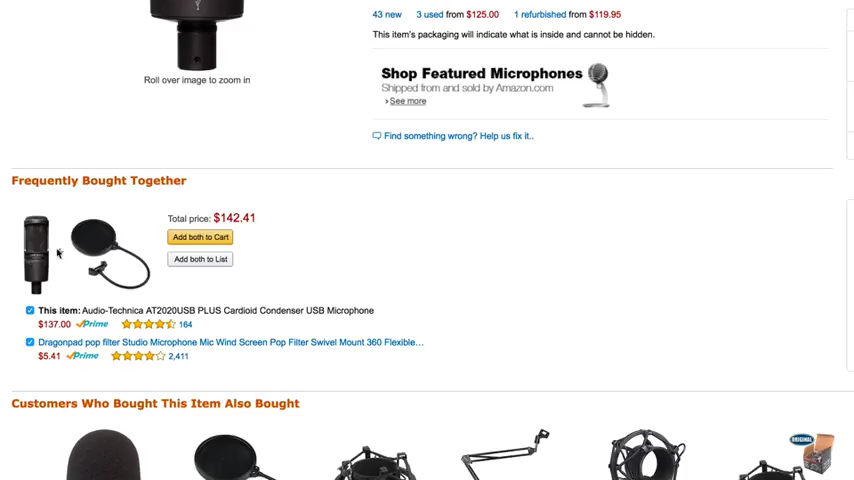 43 new 3 used from $125.00 1 refurbished from $119.95
This item's packaging will indicate what is inside and cannot be hidden.
Roll over image to zoom in
Shop Featured Microphones
Shipped from and sold by Amazon.com
› See more
Find something wrong? Help us fix it..
Frequently Bought Together
Total price: $142.41
Add both to Cart
Add both to List
This item: Audio-Technica AT2020USB PLUS Cardioid Condenser USB Microphone
$137.00 Prime 164
Dragonpad pop filter Studio Microphone Mic Wind Screen Pop Filter Swivel Mount 360 Flexible…
$5.41 Prime 2,411
Customers Who Bought This Item Also Bought
ORIGINAL